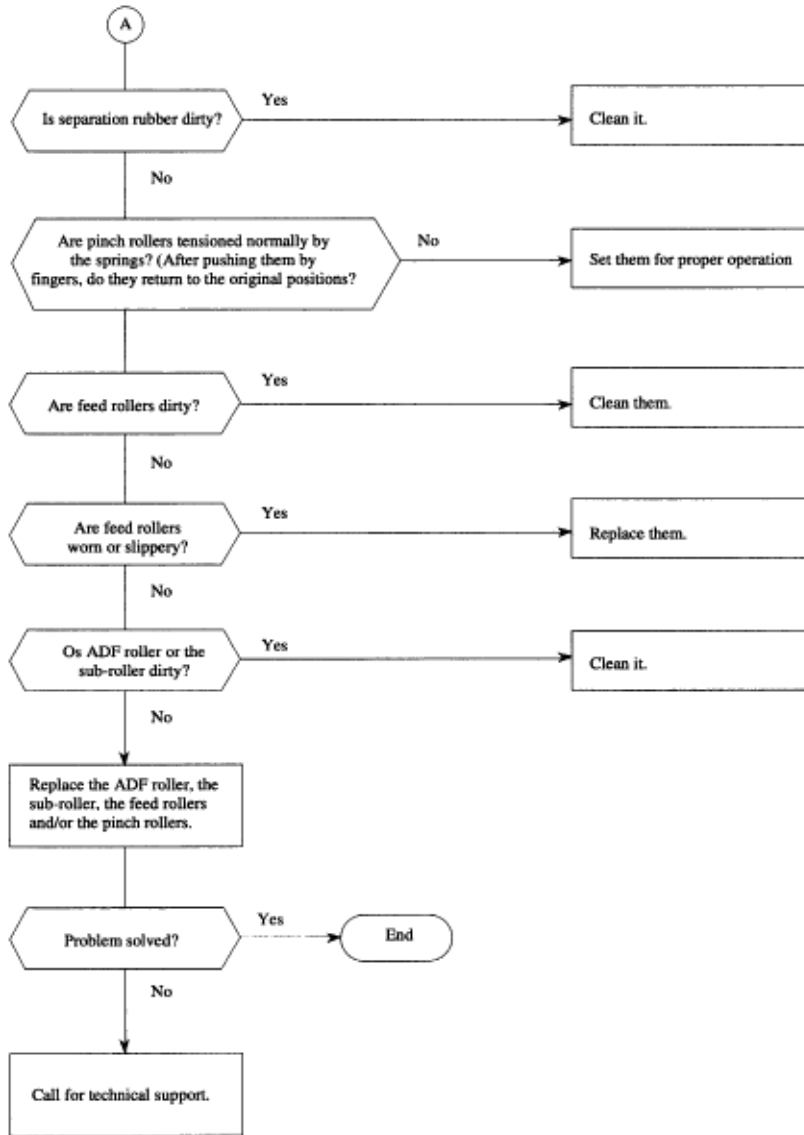 A
Is separation rubber dirty?
Yes
Clean it.
No
Are pinch rollers tensioned normally by
the springs? (After pushing them by
fingers, do they return to the original positions?
No
Set them for proper operation
Are feed rollers dirty?
Yes
Clean them.
No
Are feed rollers
worn or slippery?
Yes
Replace them.
No
Os ADF roller or the
sub-roller dirty?
Yes
Clean it.
No
Replace the ADF roller, the
sub-roller, the feed rollers
and/or the pinch rollers.
Problem solved?
Yes
End
No
Call for technical support.